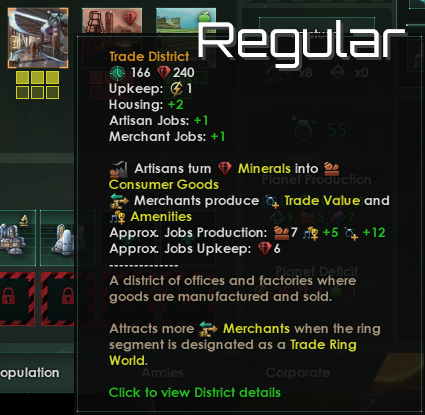 Regular
Trade District
166 240
Upkeep: 1
Housing: +2
Artisan Jobs: +1
Merchant Jobs: +1
Artisans turn Minerals into
Consumer Goods
Merchants produce Trade Value and
Amenities
Approx. Jobs Production: 7 +5 +12
Approx. Jobs Upkeep: 6
--------------
A district of offices and factories where
goods are manufactured and sold.
Attracts more Merchants when the ring
segment is designated as a Trade Ring
World.
Click to view District details
x8 x0
55
Planet Production
Planet Deficit
opulation
Armies
Corporate